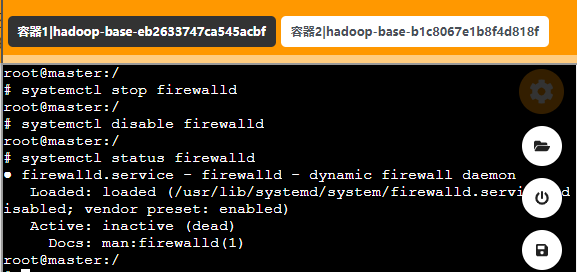 容器1|hadoop-base-eb2633747ca545acbf
容器2|hadoop-base-b1c8067e1b8f4d818f
root@master:/
# systemctl stop firewalld
root@master:/
# systemctl disable firewalld
root@master:/
# systemctl status firewalld
● firewalld.service - firewalld - dynamic firewall daemon
Loaded: loaded (/usr/lib/systemd/system/firewalld.serv
isabled; vendor preset: enabled)
Active: inactive (dead)
Docs: man:firewalld(1)
root@master:/